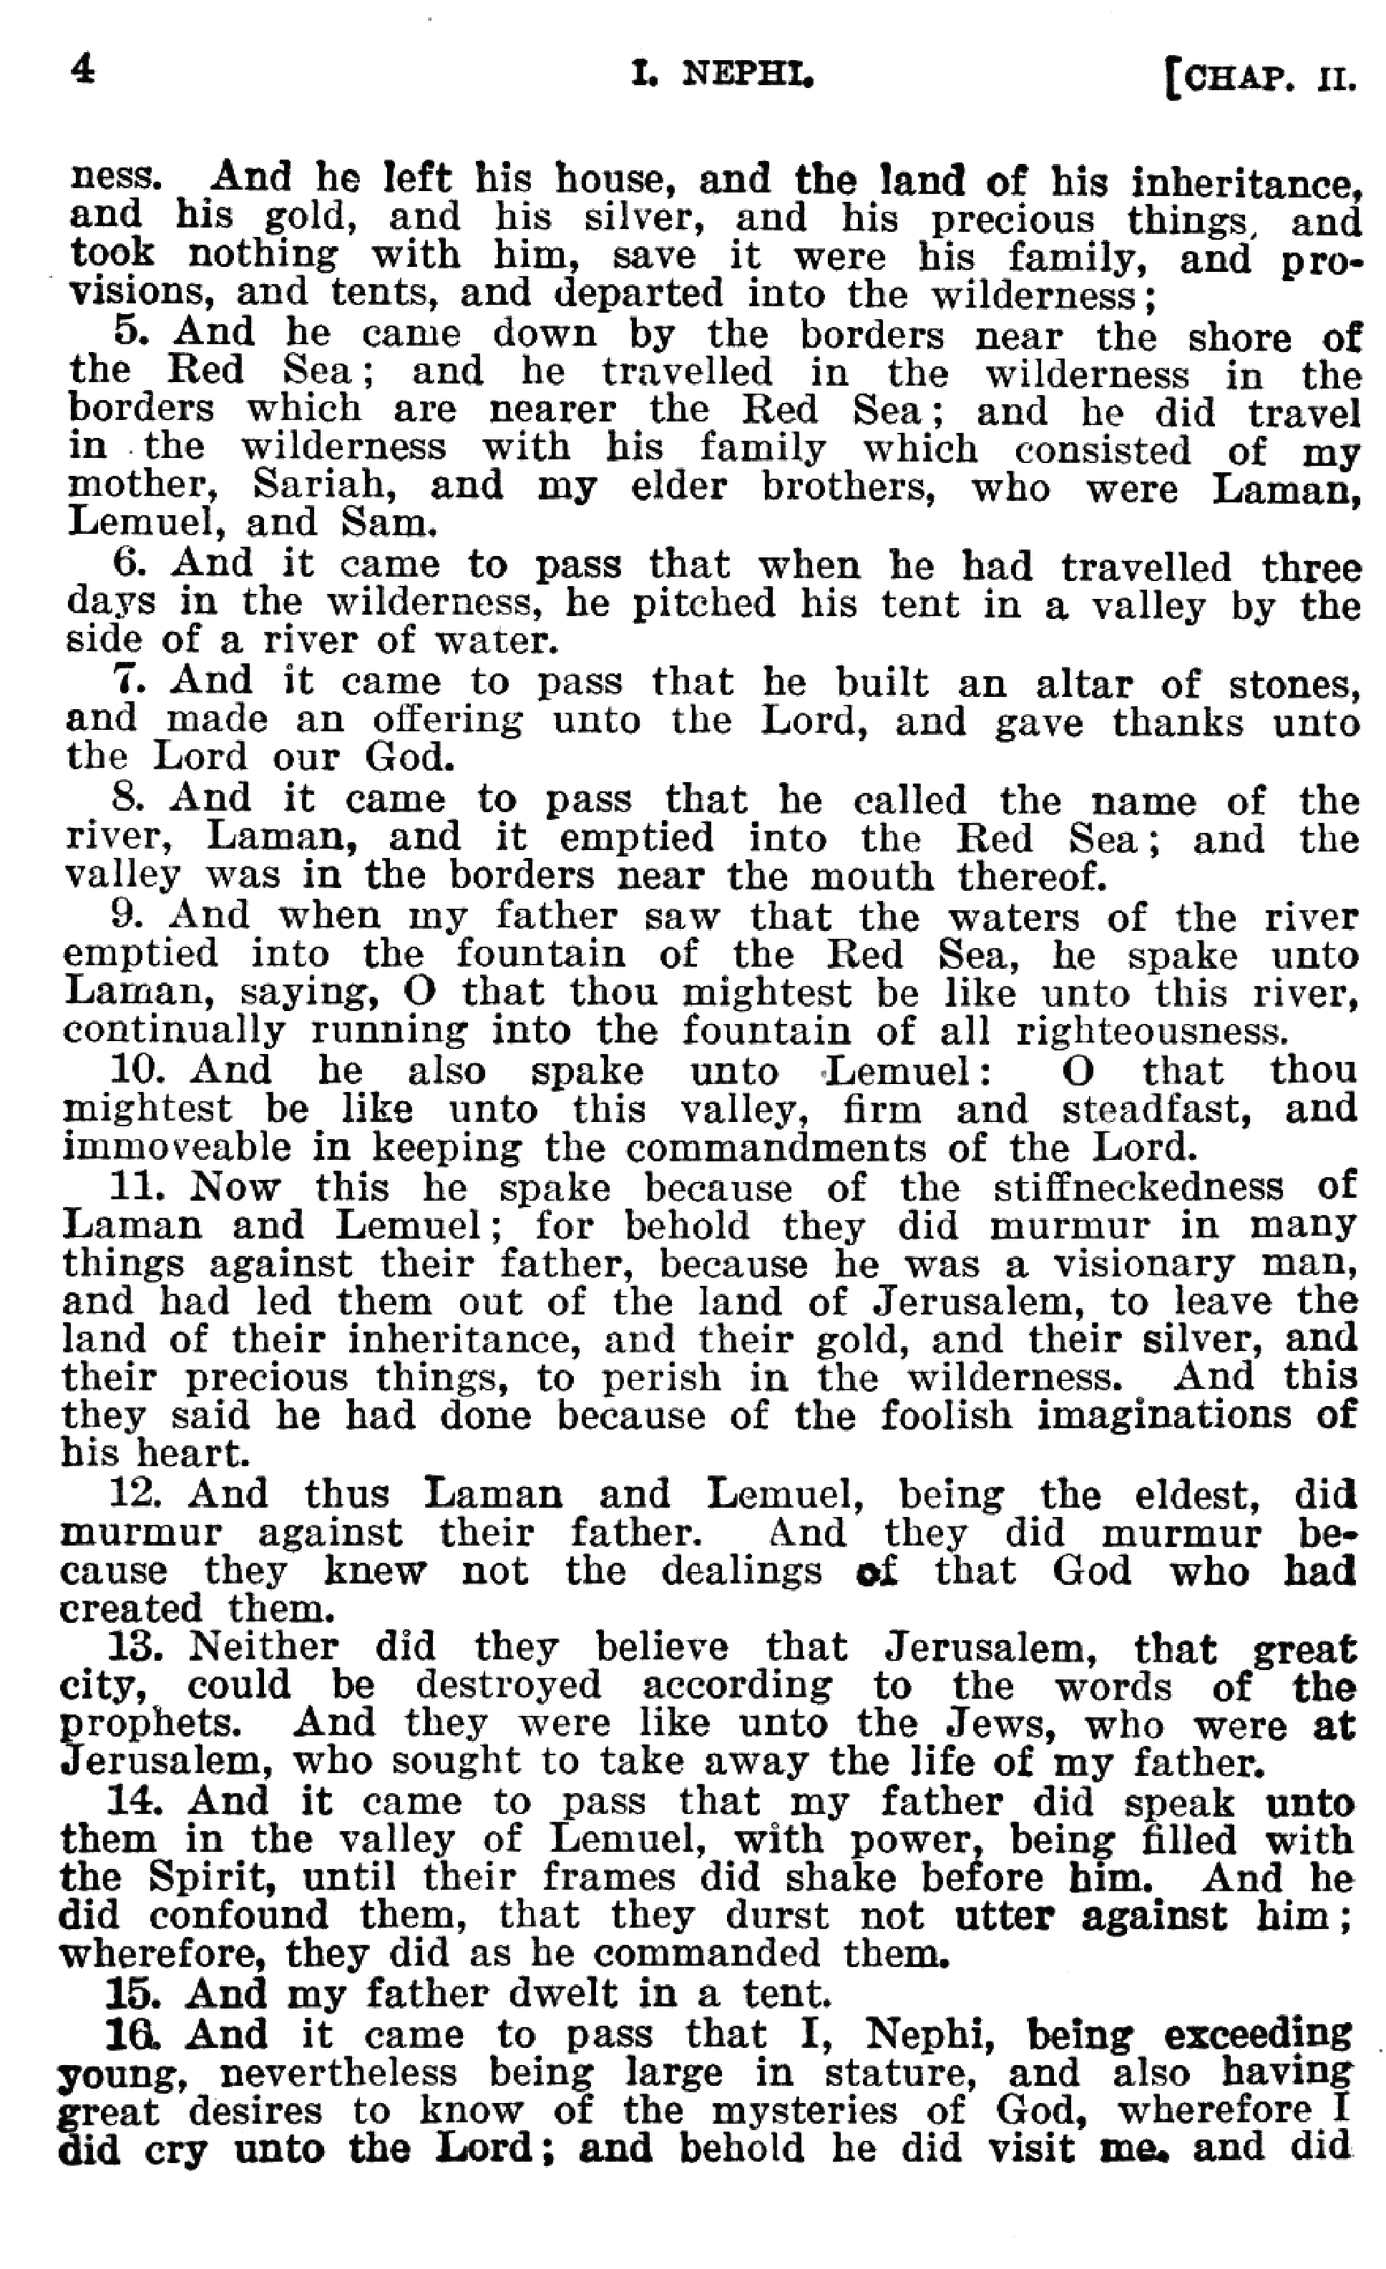 4 I. NEPHI. [CHAP. II.
ness. And he left his house, and the land of his inheritance,
and his gold, and his silver, and his precious things, and
took nothing with him, save it were his family, and pro-
visions, and tents, and departed into the wilderness;
5. And he came down by the borders near the shore of
the Red Sea; and he travelled in the wilderness in the
borders which are nearer the Red Sea; and he did travel
in the wilderness with his family which consisted of my
mother, Sariah, and my elder brothers, who were Laman,
Lemuel, and Sam.
6. And it came to pass that when he had travelled three
days in the wilderness, he pitched his tent in a valley by the
side of a river of water.
7. And it came to pass that he built an altar of stones,
and made an offering unto the Lord, and gave thanks unto
the Lord our God.
8. And it came to pass that he called the name of the
river, Laman, and it emptied into the Red Sea; and the
valley was in the borders near the mouth thereof.
9. And when my father saw that the waters of the river
emptied into the fountain of the Red Sea, he spake unto
Laman, saying, O that thou mightest be like unto this river,
continually running into the fountain of all righteousness.
10. And he also spake unto Lemuel: O that thou
mightest be like unto this valley, firm and steadfast, and
immoveable in keeping the commandments of the Lord.
11. Now this he spake because of the stiffneckedness of
Laman and Lemuel; for behold they did murmur in many
things against their father, because he was a visionary man,
and had led them out of the land of Jerusalem, to leave the
land of their inheritance, and their gold, and their silver, and
their precious things, to perish in the wilderness. And this
they said he had done because of the foolish imaginations of
his heart.
12. And thus Laman and Lemuel, being the eldest, did
murmur against their father. And they did murmur be-
cause they knew not the dealings of that God who had
created them.
13. Neither did they believe that Jerusalem, that great
city, could be destroyed according to the words of the
prophets. And they were like unto the Jews, who were at
Jerusalem, who sought to take away the life of my father.
14. And it came to pass that my father did speak unto
them in the valley of Lemuel, with power, being filled with
the Spirit, until their frames did shake before him. And he
did confound them, that they durst not utter against him;
wherefore, they did as he commanded them.
15. And my father dwelt in a tent.
16. And it came to pass that I, Nephi, being exceeding
young, nevertheless being large in stature, and also having
great desires to know of the mysteries of God, wherefore I
did cry unto the Lord; and behold he did visit me. and did